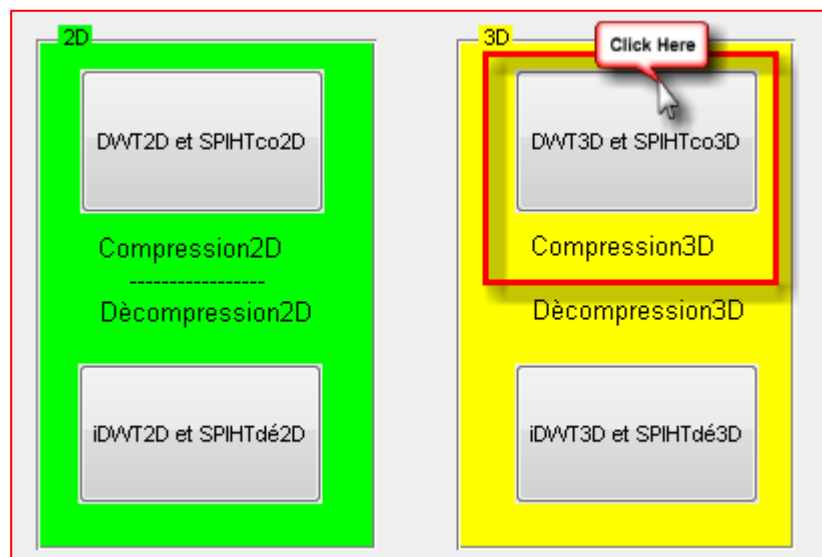 2D
DWT2D et SPIHTco2D
Compression2D
-----------------
Dècompression2D
iDWT2D et SPIHTdé2D
3D
Click Here
DWT3D et SPIHTco3D
Compression3D
Dècompression3D
iDWT3D et SPIHTdé3D